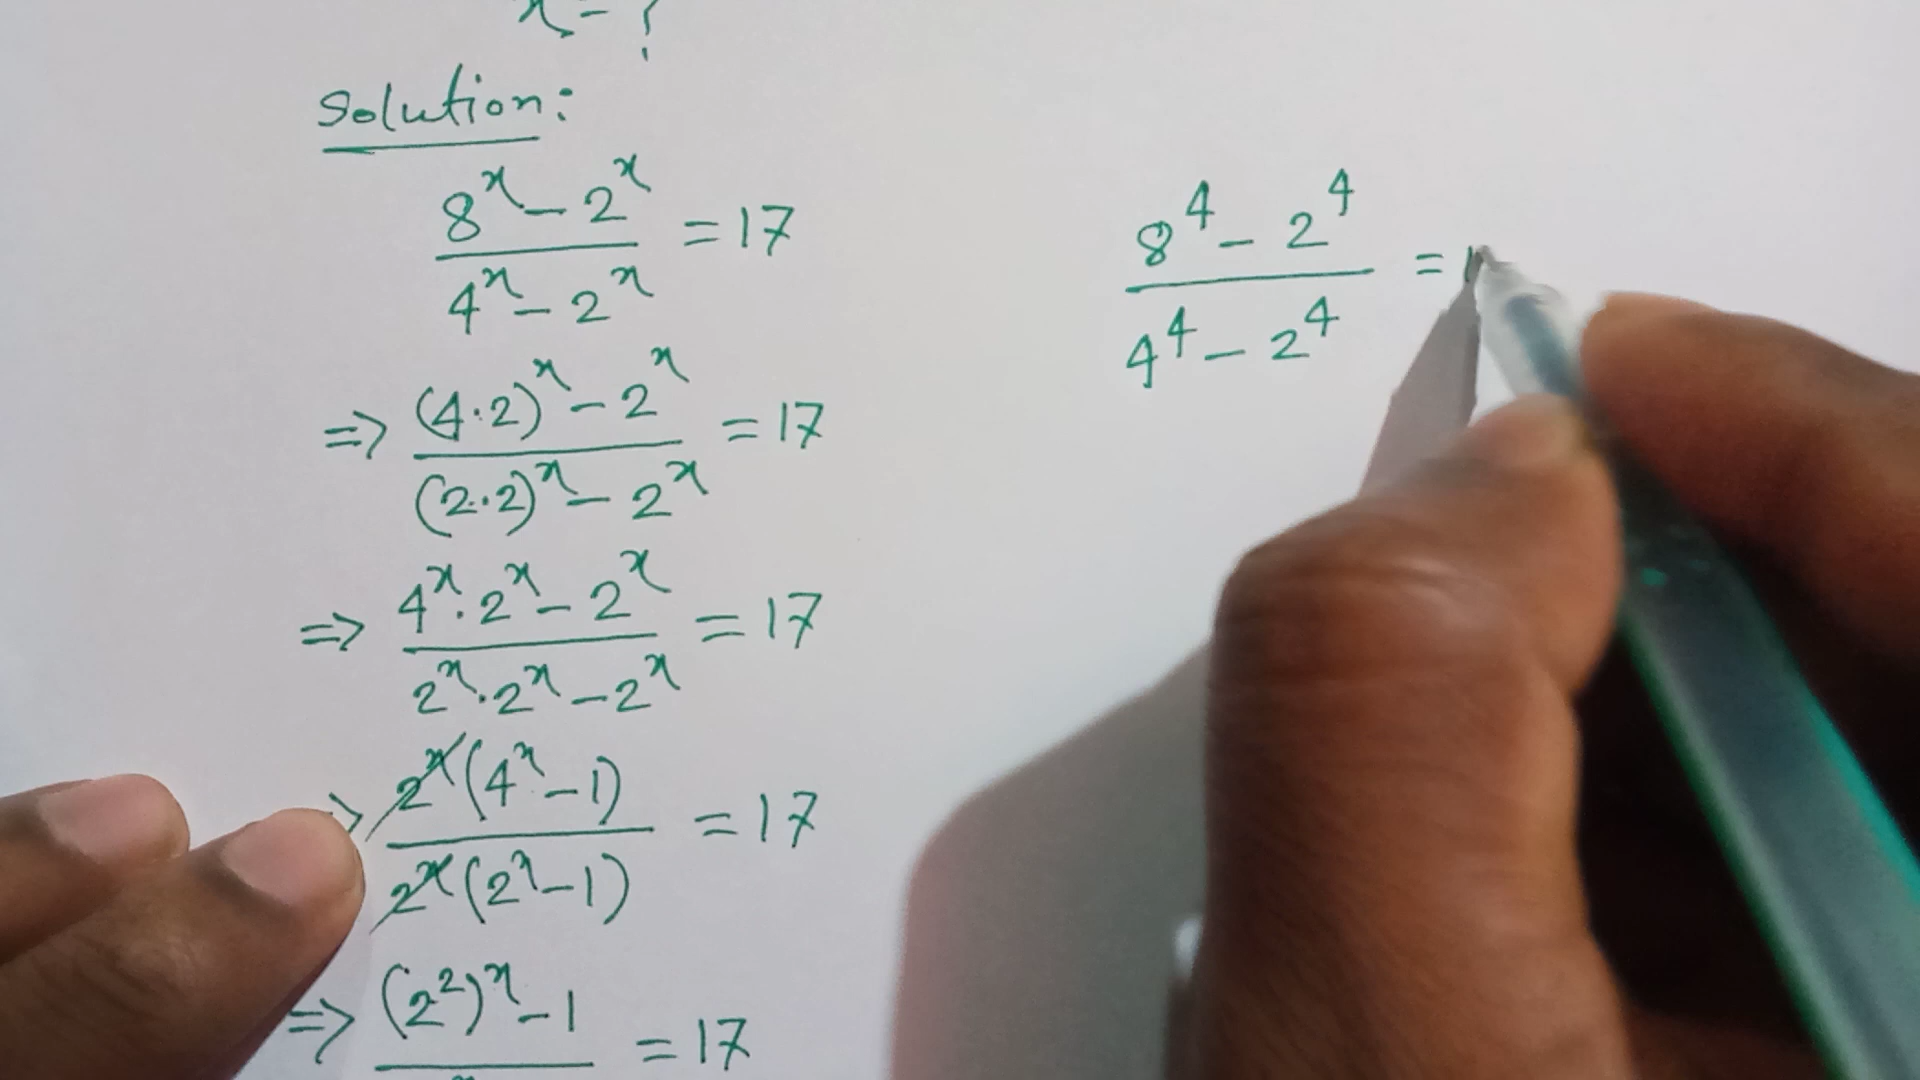 x = ?
Solution:
(8^x - 2^x)/(4^x - 2^x) = 17
=> ((4·2)^x - 2^x)/((2·2)^x - 2^x) = 17
=> (4^x · 2^x - 2^x)/(2^x · 2^x - 2^x) = 17
=> (2^x(4^x - 1))/(2^x(2^x - 1)) = 17
=> (2^2)^x - 1 = 17
(8^4 - 2^4)/(4^4 - 2^4) = 1